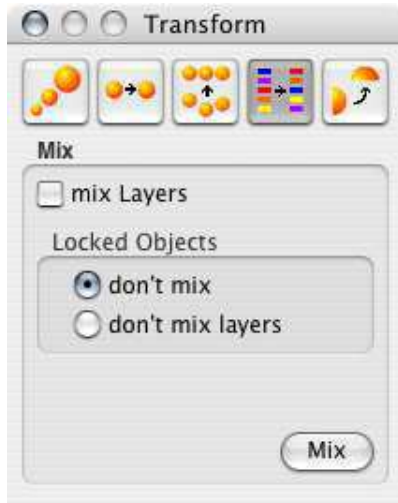 Transform
Mix
mix Layers
Locked Objects
don't mix
don't mix layers
Mix